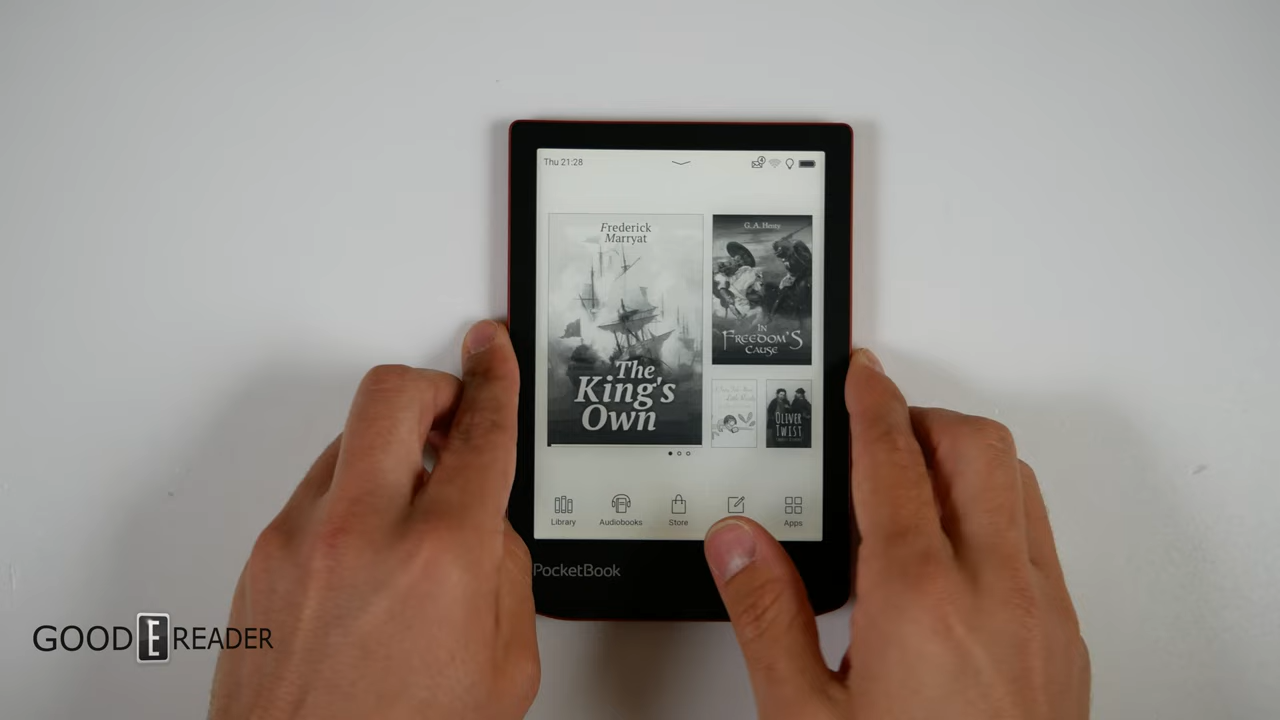 Thu 21:28
4
Frederick
Marryat
The
King's
Own
G. A. Henty
IN
FREEDOM'S
CAUSE
OLIVER
TWIST
Library
Audiobooks
Store
Apps
PocketBook
GOOD E READER